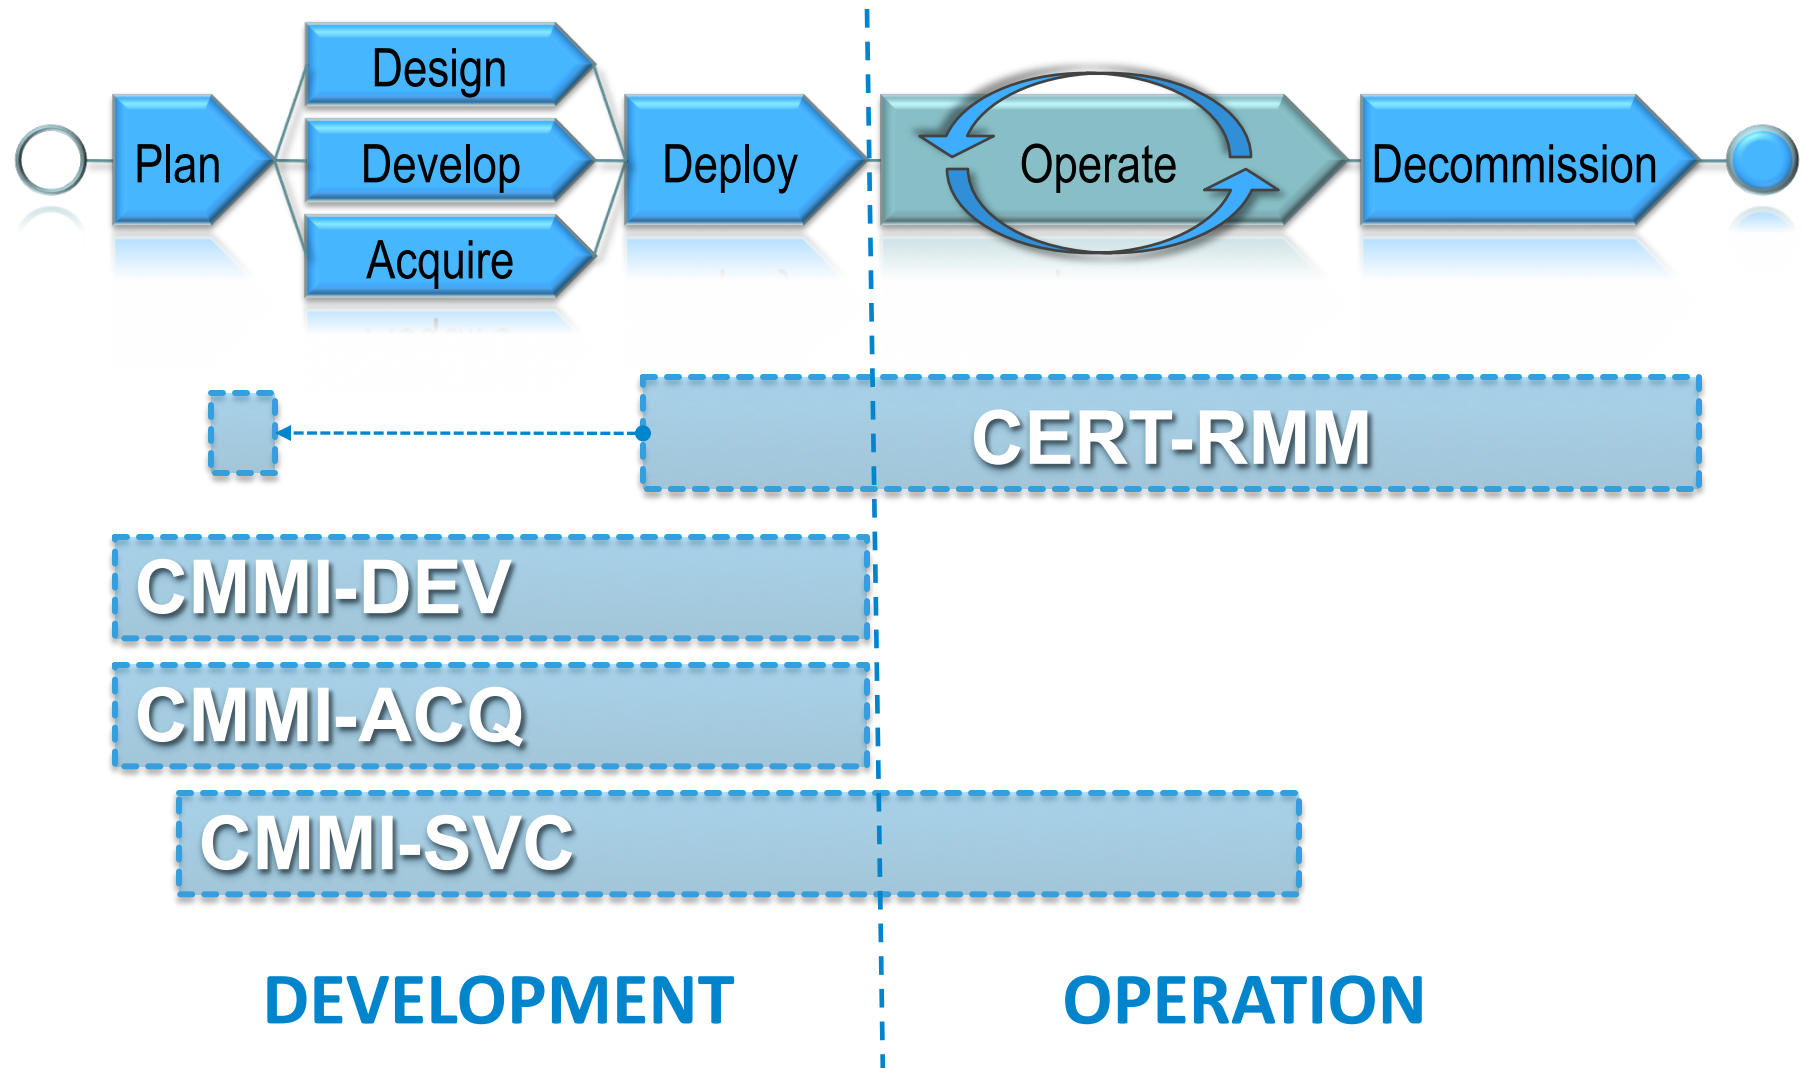 Design
Plan
Develop
Deploy
Operate
Decommission
Acquire
CERT-RMM
CMMI-DEV
CMMI-ACQ
CMMI-SVC
DEVELOPMENT
OPERATION